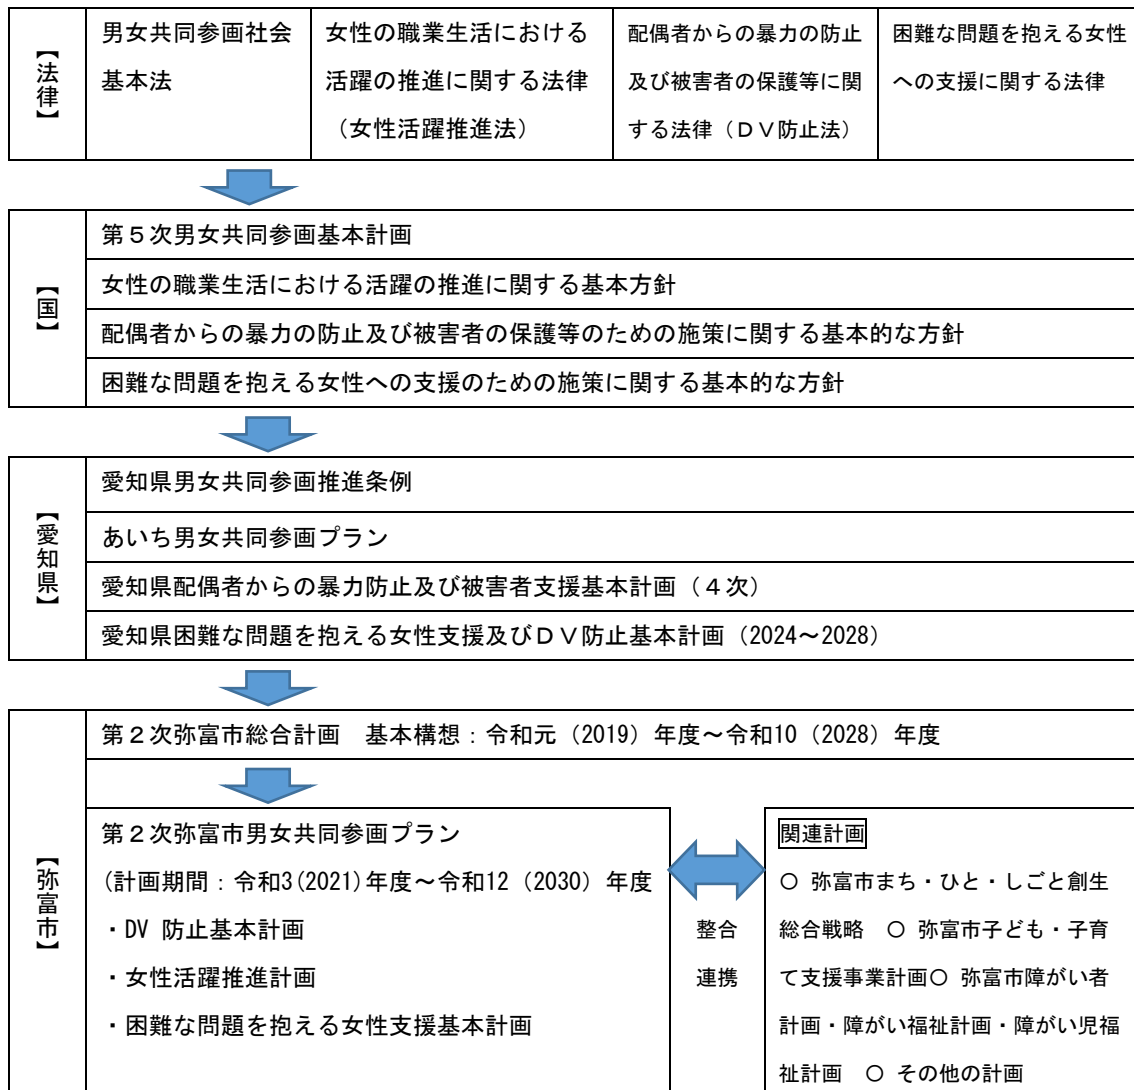 【法律】
男女共同参画社会
基本法
女性の職業生活における
活躍の推進に関する法律
（女性活躍推進法）
配偶者からの暴力の防止
及び被害者の保護等に関
する法律（ＤＶ防止法）
困難な問題を抱える女性
への支援に関する法律
【国】
第５次男女共同参画基本計画
女性の職業生活における活躍の推進に関する基本方針
配偶者からの暴力の防止及び被害者の保護等のための施策に関する基本的な方針
困難な問題を抱える女性への支援のための施策に関する基本的な方針
【愛知県】
愛知県男女共同参画推進条例
あいち男女共同参画プラン
愛知県配偶者からの暴力防止及び被害者支援基本計画（４次）
愛知県困難な問題を抱える女性支援及びＤＶ防止基本計画（2024～2028）
【弥富市】
第２次弥富市総合計画　基本構想：令和元（2019）年度～令和10（2028）年度
第２次弥富市男女共同参画プラン
(計画期間：令和3(2021)年度～令和12（2030）年度
・DV 防止基本計画
・女性活躍推進計画
・困難な問題を抱える女性支援基本計画
整合
連携
関連計画
○ 弥富市まち・ひと・しごと創生
総合戦略　○ 弥富市子ども・子育
て支援事業計画○ 弥富市障がい者
計画・障がい福祉計画・障がい児福
祉計画　○ その他の計画